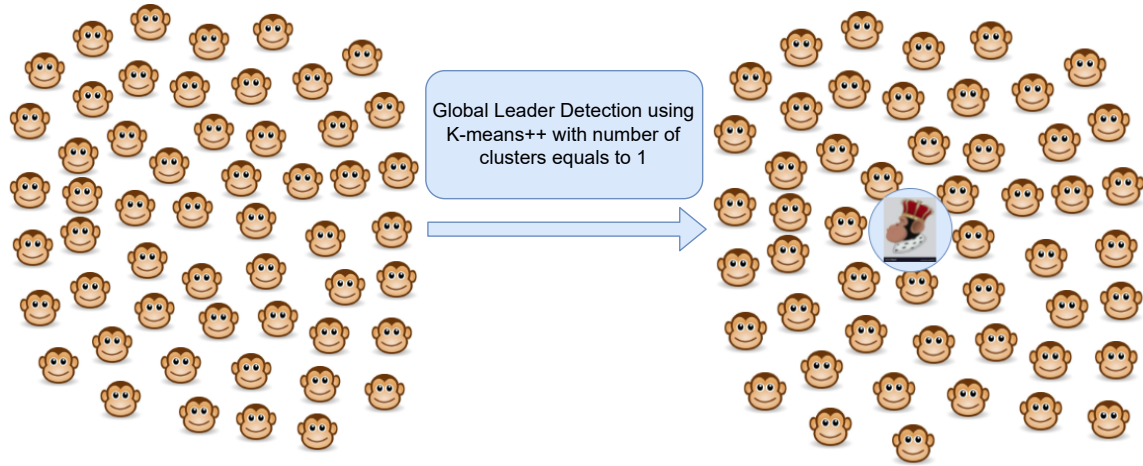 Global Leader Detection using
K-means++ with number of
clusters equals to 1